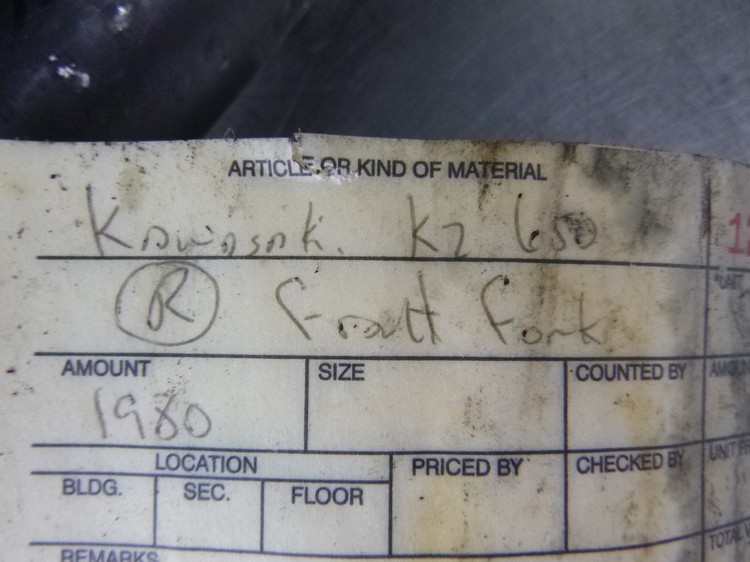 ARTICLE OR KIND OF MATERIAL
Kawasaki KZ 650
R Front Fork
AMOUNT SIZE COUNTED BY
1980
LOCATION PRICED BY CHECKED BY
BLDG. SEC. FLOOR
REMARKS